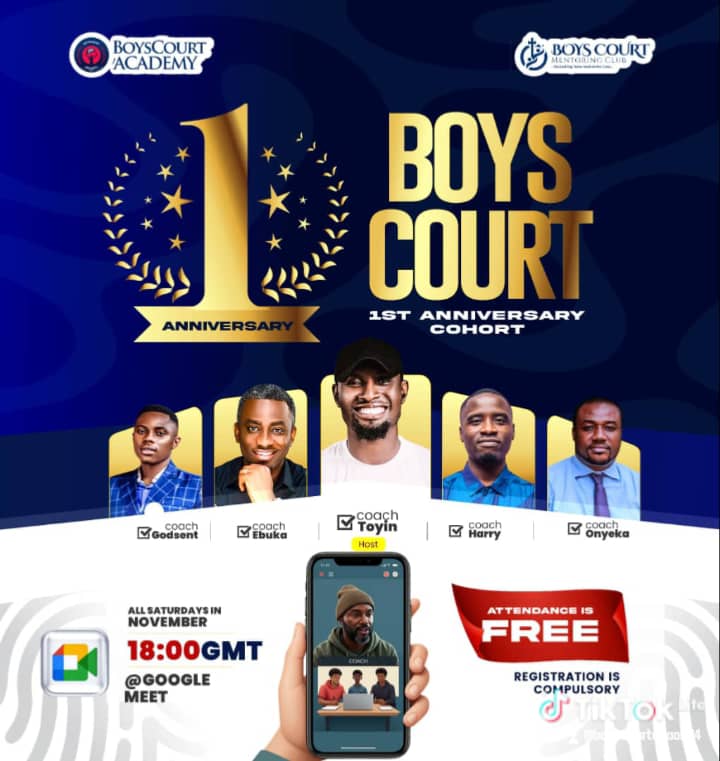 BOYSCOURT
ACADEMY
BOYS COURT
MENTORING CLUB
1
ANNIVERSARY
BOYS
COURT
1ST ANNIVERSARY
COHORT
coach
Godsent
coach
Ebuka
coach
Toyin
Host
coach
Harry
coach
Onyeka
ALL SATURDAYS IN
NOVEMBER
18:00GMT
@GOOGLE
MEET
COACH
ATTENDANCE IS
FREE
REGISTRATION IS
COMPULSORY
TikTok